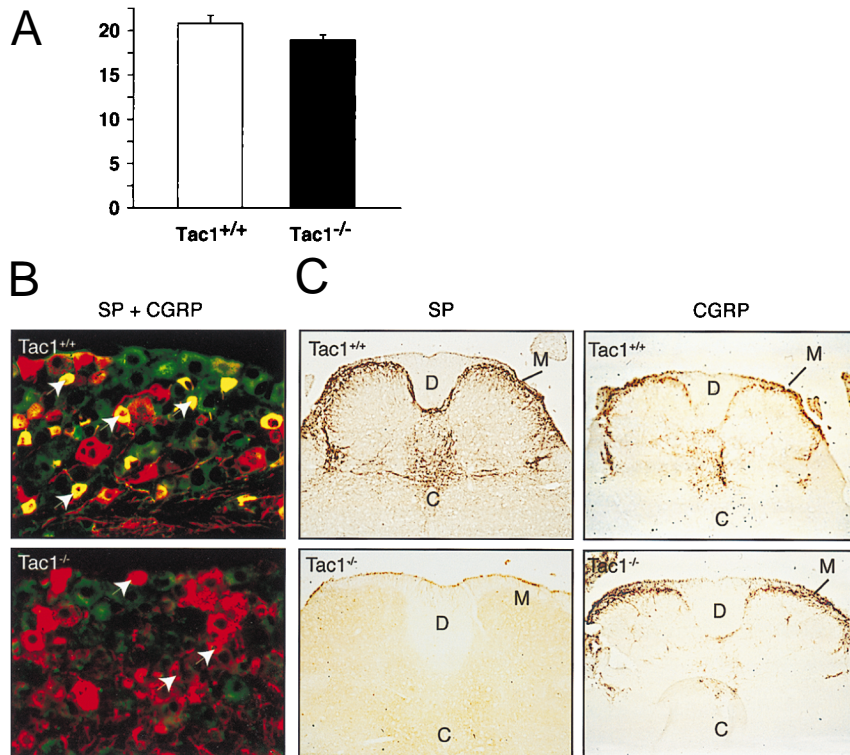 A
20
15
10
5
0
Tac1+/+ Tac1-/-
B
SP + CGRP
Tac1+/+
Tac1-/-
C
SP CGRP
Tac1+/+
M
D
C
Tac1+/+
M
D
C
Tac1-/-
M
D
C
Tac1-/-
M
D
C